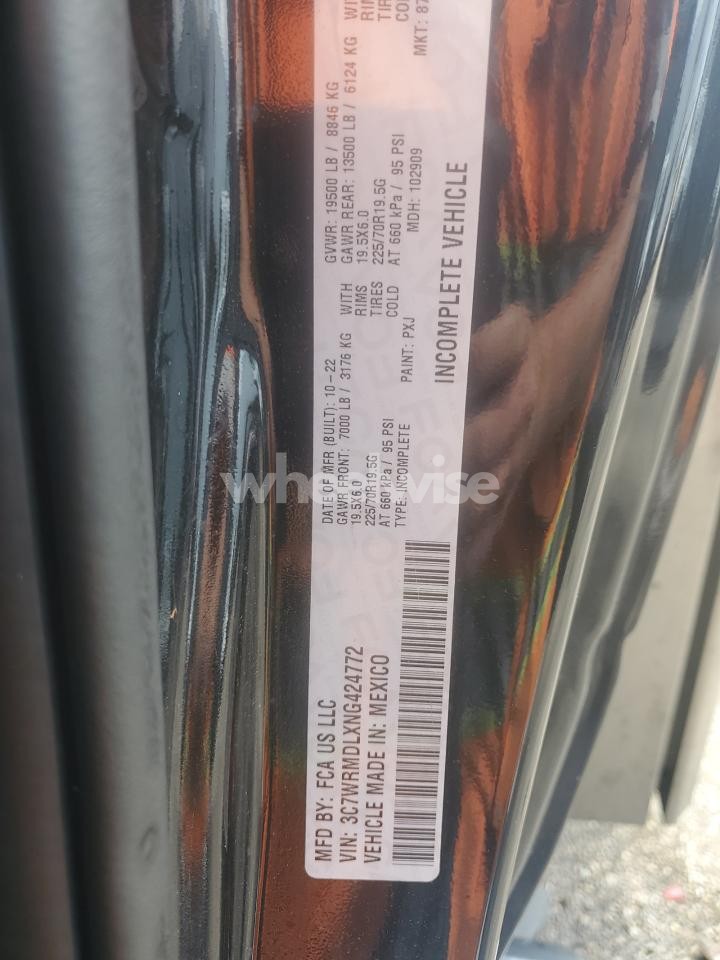 MFD BY: FCA US LLC
DATE OF MFR (BUILT): 10-22
GVWR: 19500 LB / 8846 KG
VIN: 3C7WRMDLXNG424772
GAWR FRONT: 7000 LB / 3176 KG WITH
19.5X6.0 RIMS
225/70R19.5G TIRES
AT 660 kPa / 95 PSI COLD
GAWR REAR: 13500 LB / 6124 KG
19.5X6.0
225/70R19.5G
AT 660 kPa / 95 PSI
VEHICLE MADE IN: MEXICO
TYPE: INCOMPLETE
PAINT: PXJ
MDH: 102909
MKT: 87
INCOMPLETE VEHICLE
wheelwise